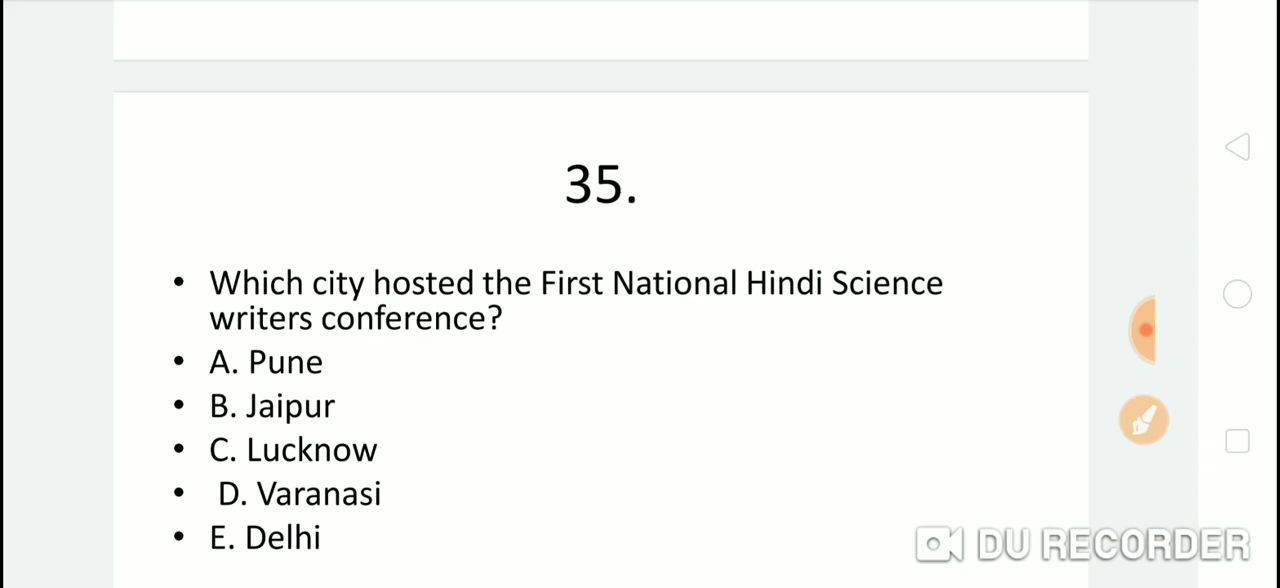 35.
• Which city hosted the First National Hindi Science
writers conference?
• A. Pune
• B. Jaipur
• C. Lucknow
• D. Varanasi
• E. Delhi
DU RECORDER